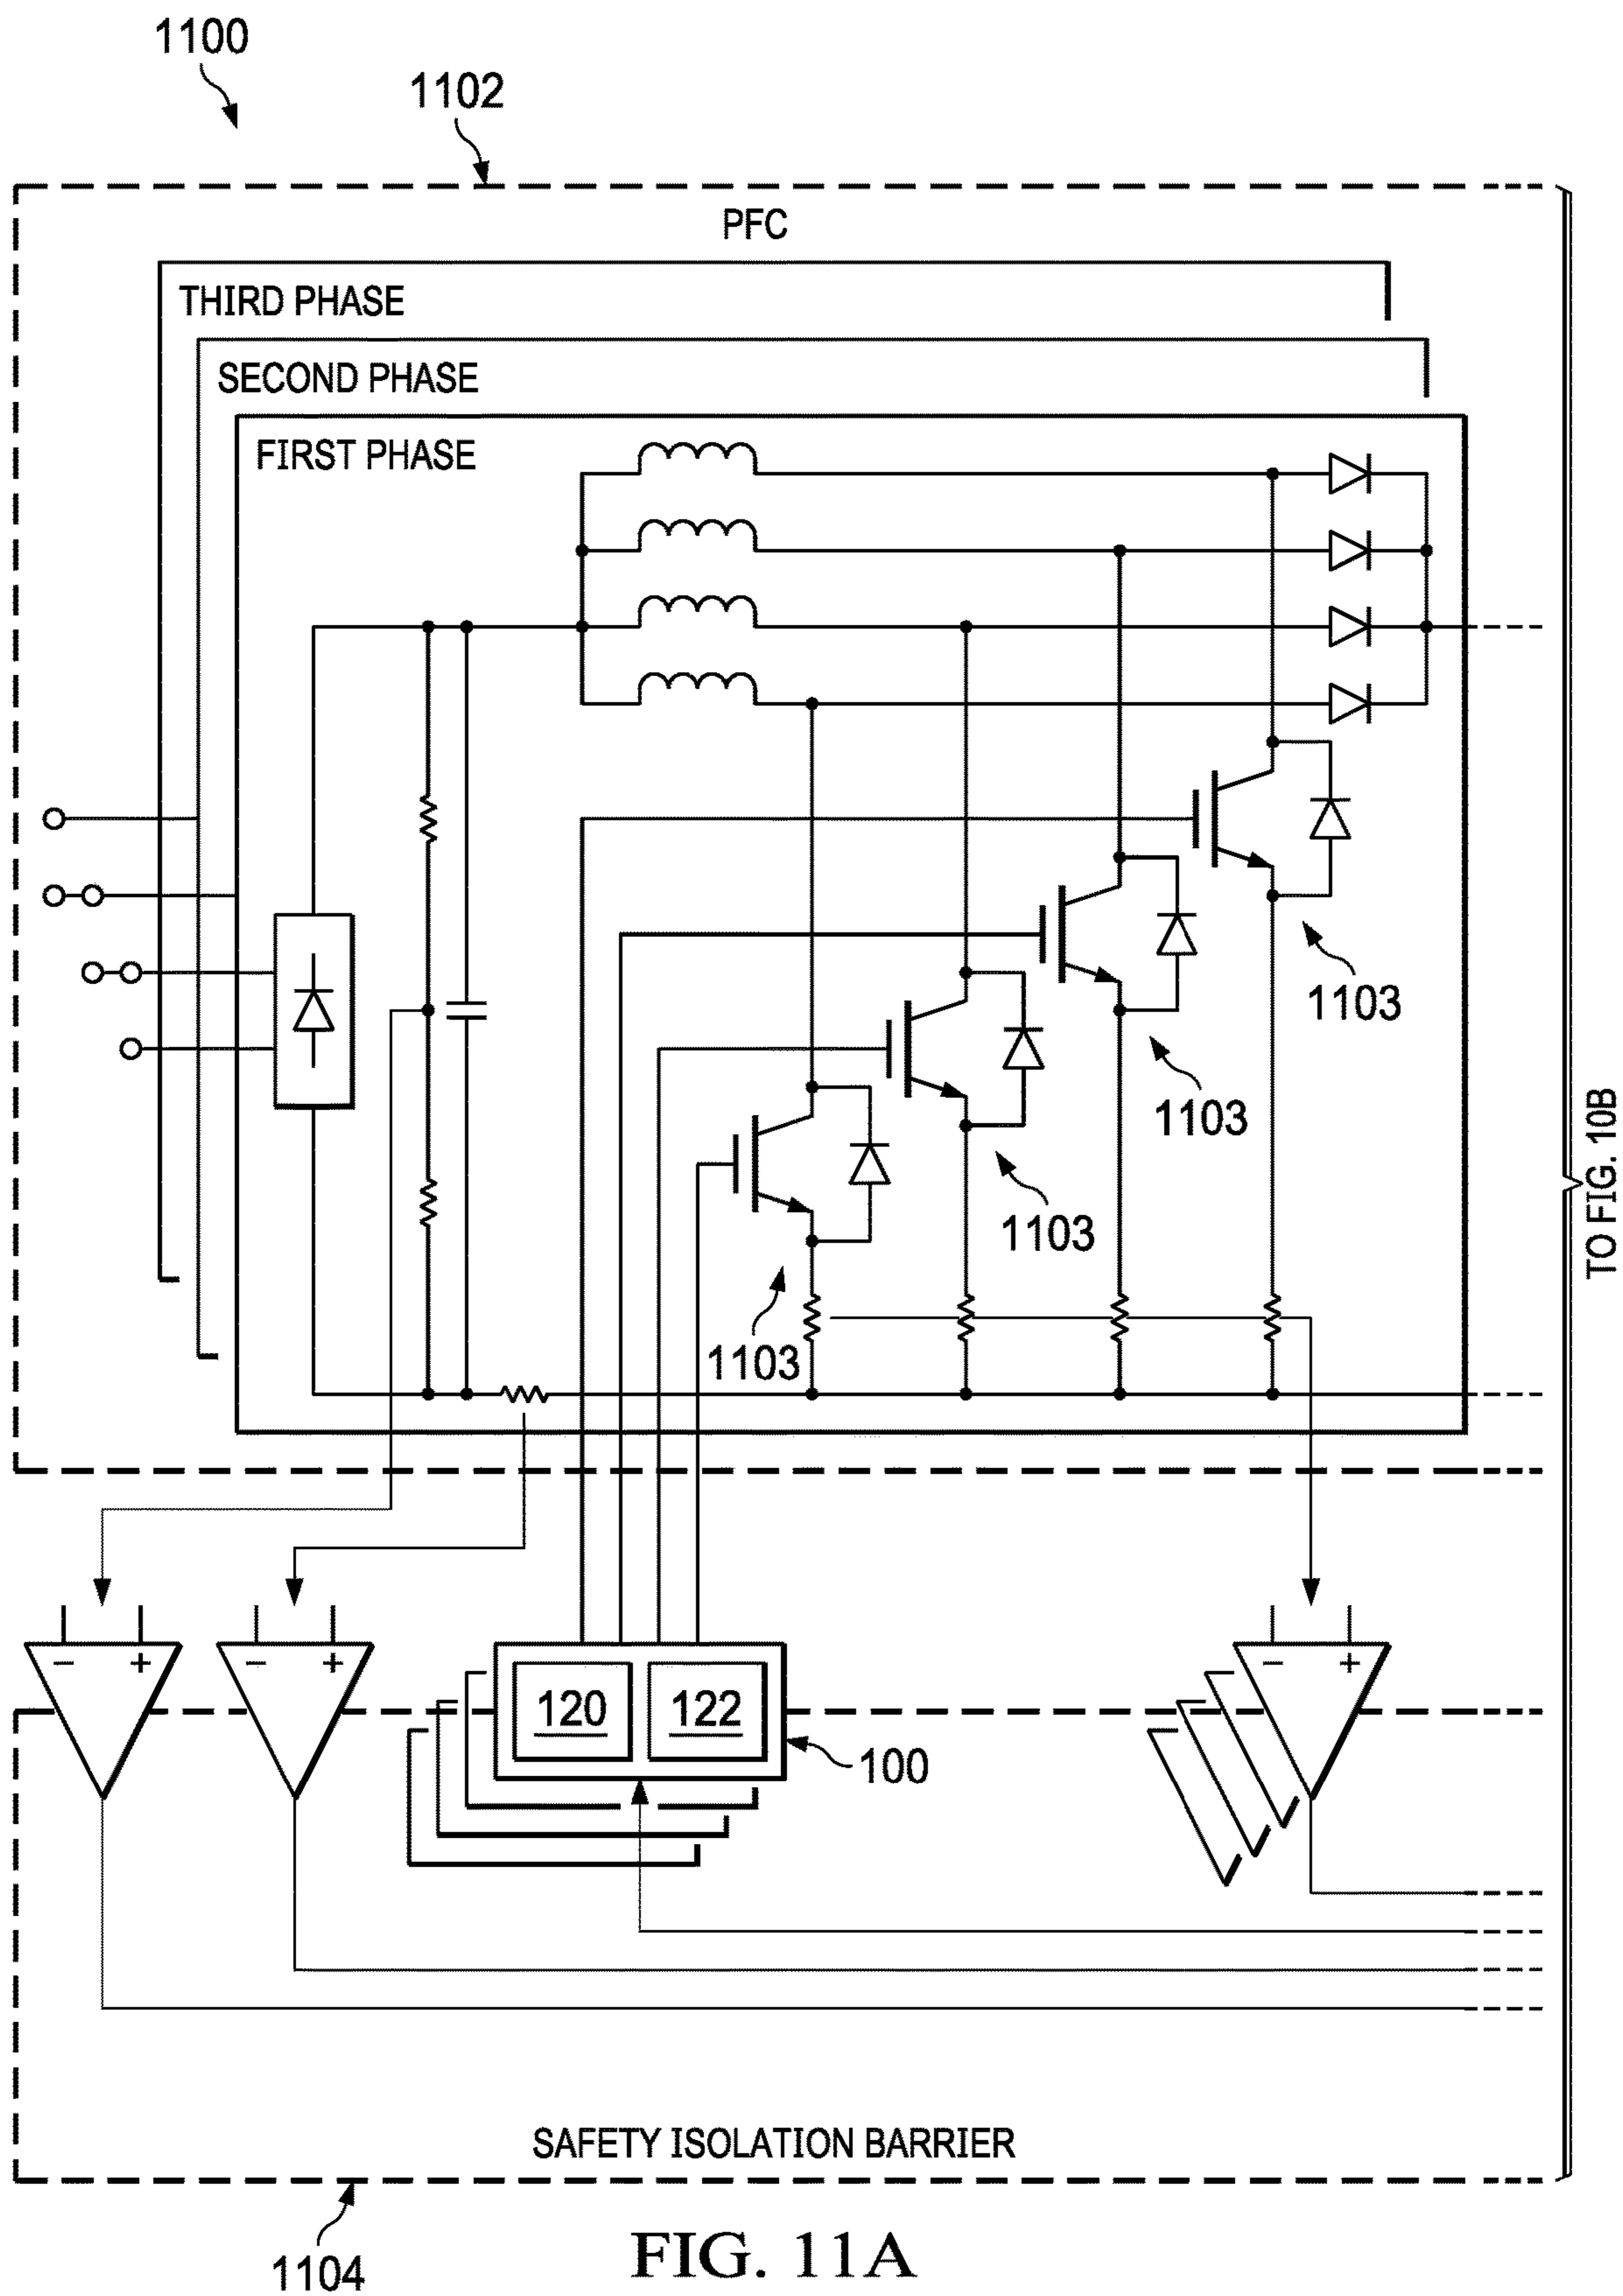 1100
1102
PFC
THIRD PHASE
SECOND PHASE
FIRST PHASE
1103
1103
1103
1103
TO FIG. 10B
- +
- +
120
122
- +
100
SAFETY ISOLATION BARRIER
1104
FIG. 11A